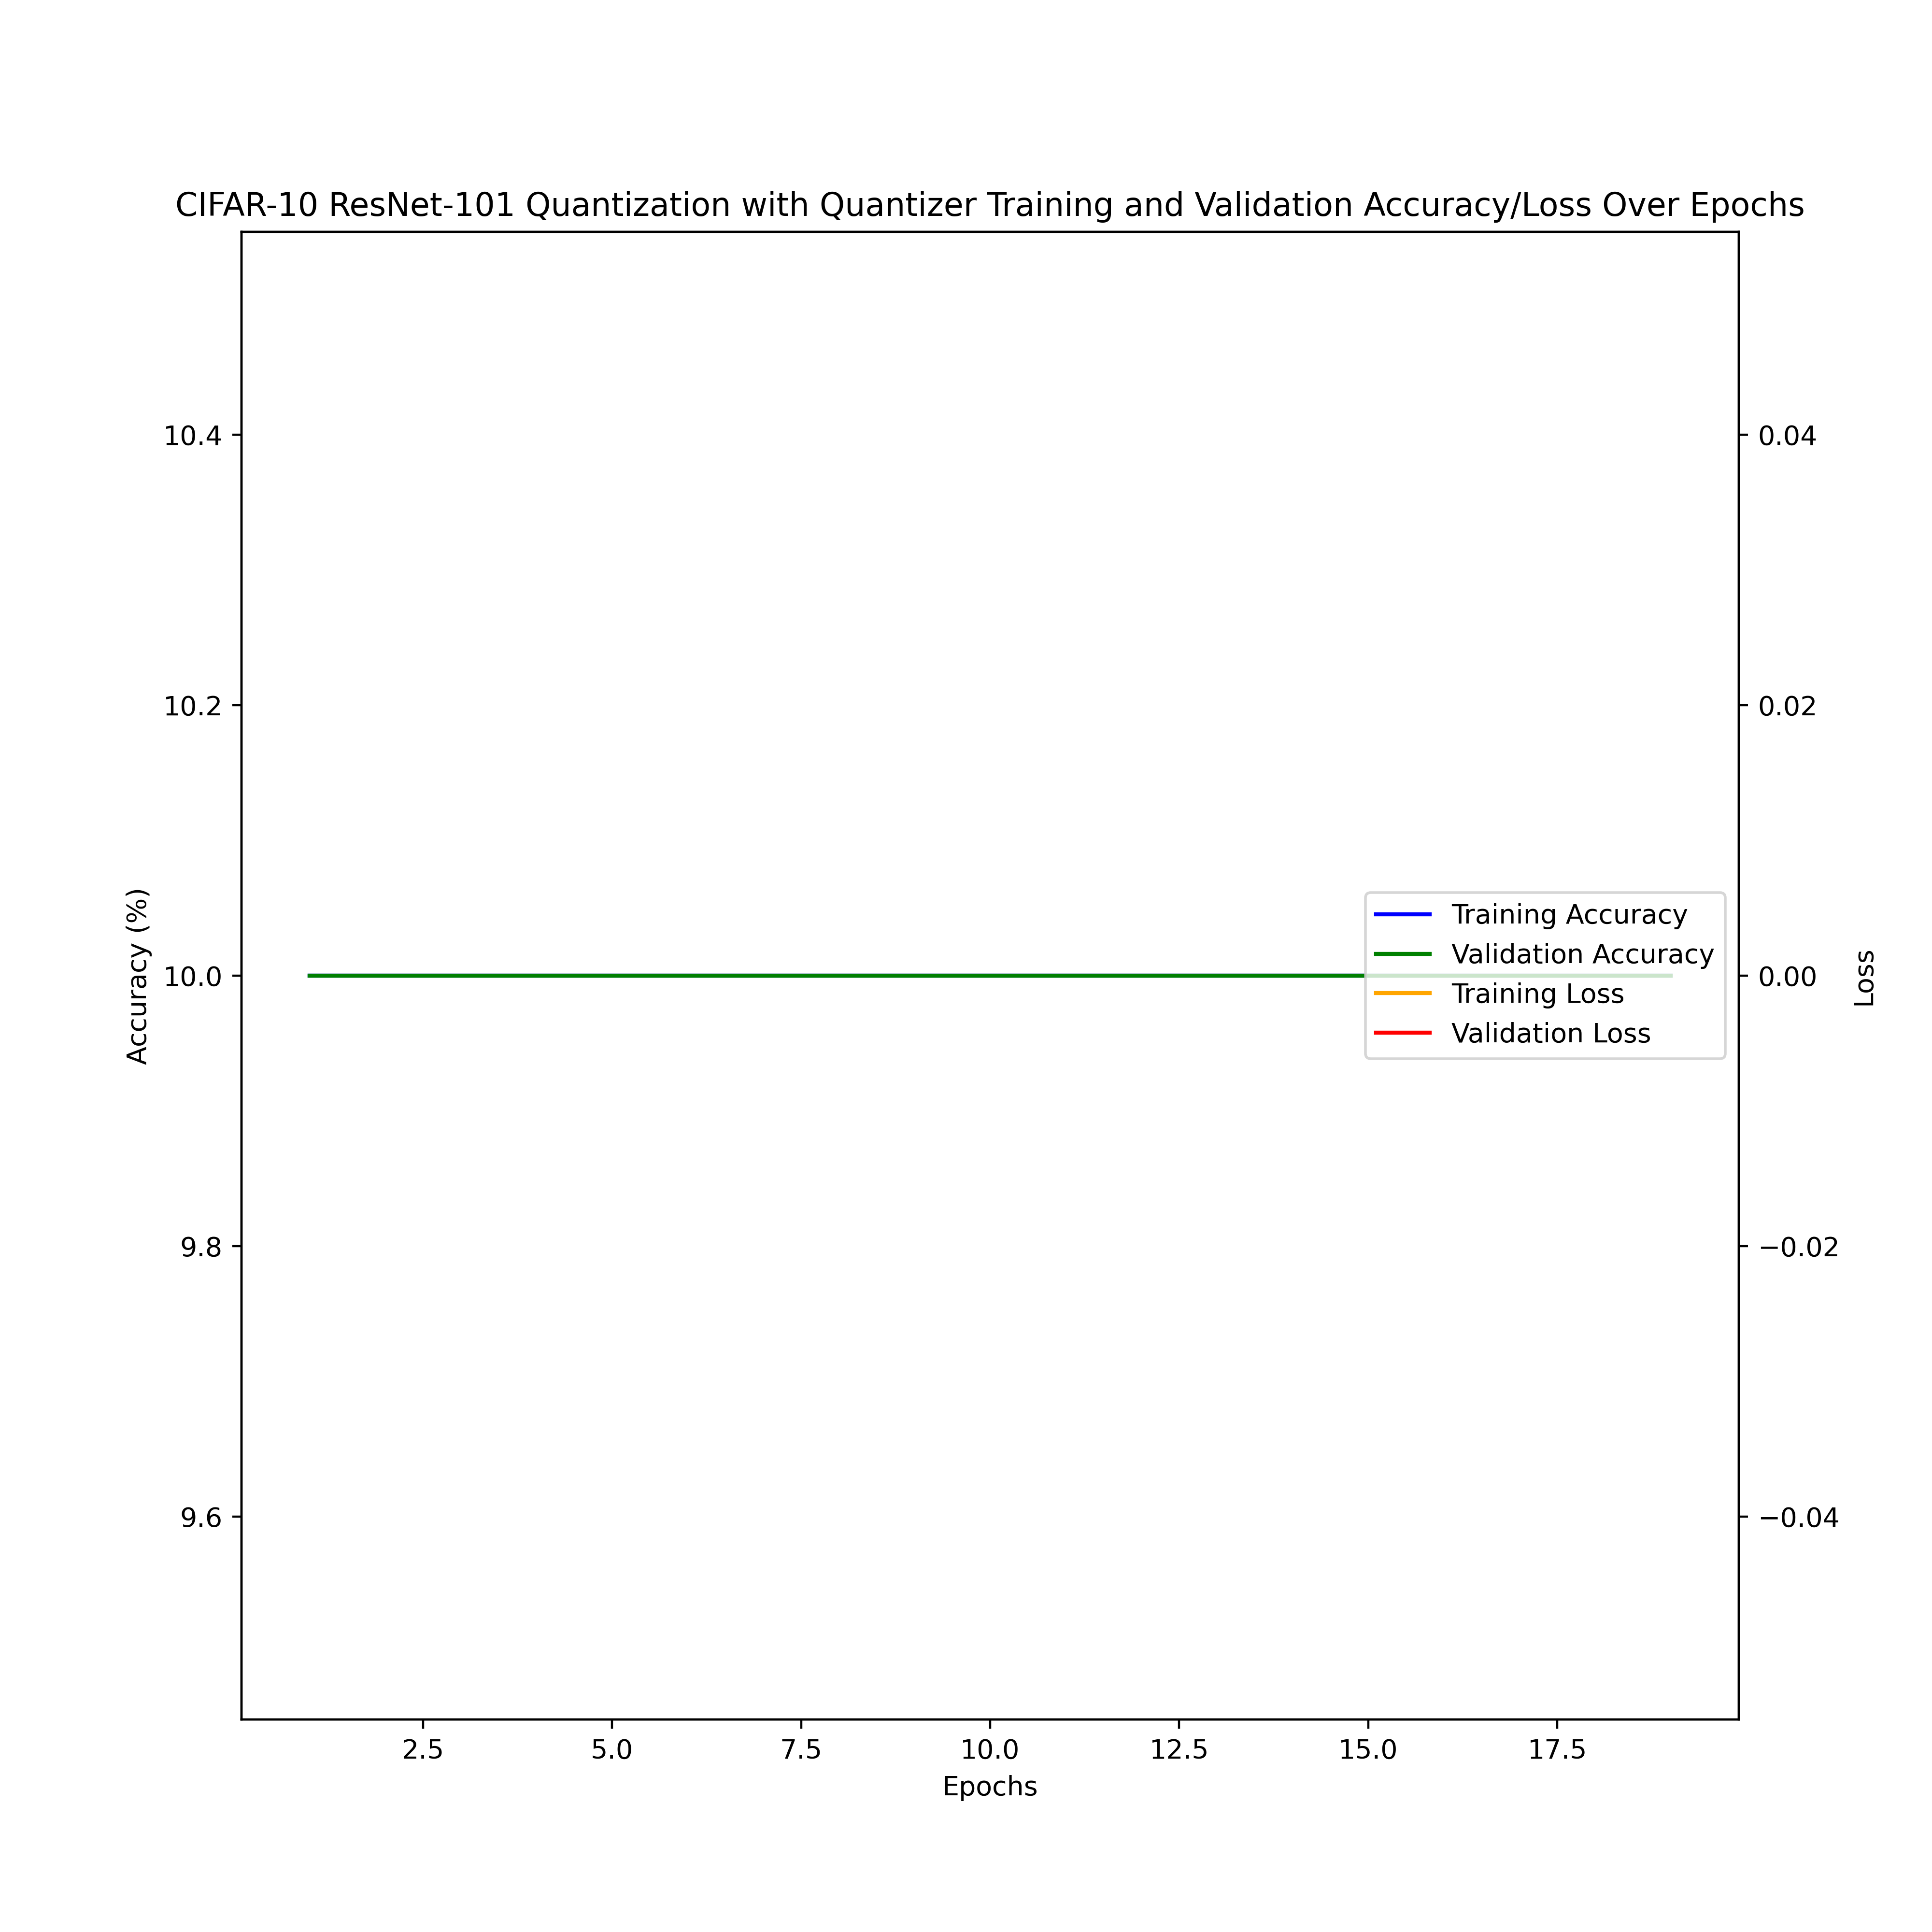 CIFAR-10 ResNet-101 Quantization with Quantizer Training and Validation Accuracy/Loss Over Epochs
10.4
10.2
10.0
9.8
9.6
Accuracy (%)
0.04
0.02
0.00
−0.02
−0.04
Loss
Training Accuracy
Validation Accuracy
Training Loss
Validation Loss
2.5 5.0 7.5 10.0 12.5 15.0 17.5
Epochs